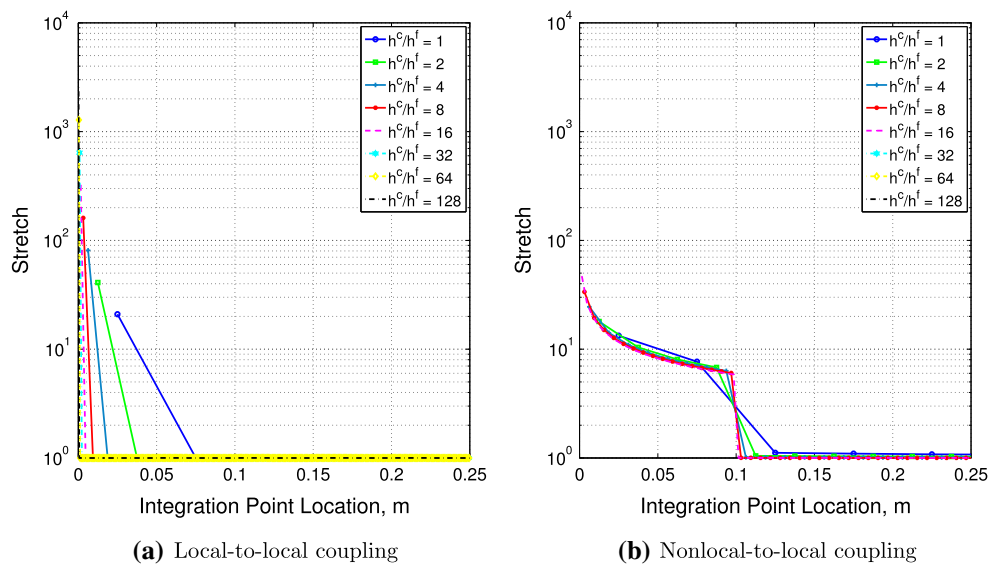 10^4
10^3
10^2
10^1
10^0
Stretch
h^c/h^f = 1
h^c/h^f = 2
h^c/h^f = 4
h^c/h^f = 8
h^c/h^f = 16
h^c/h^f = 32
h^c/h^f = 64
h^c/h^f = 128
0 0.05 0.1 0.15 0.2 0.25
Integration Point Location, m
(a) Local-to-local coupling
10^4
10^3
10^2
10^1
10^0
Stretch
h^c/h^f = 1
h^c/h^f = 2
h^c/h^f = 4
h^c/h^f = 8
h^c/h^f = 16
h^c/h^f = 32
h^c/h^f = 64
h^c/h^f = 128
0 0.05 0.1 0.15 0.2 0.25
Integration Point Location, m
(b) Nonlocal-to-local coupling